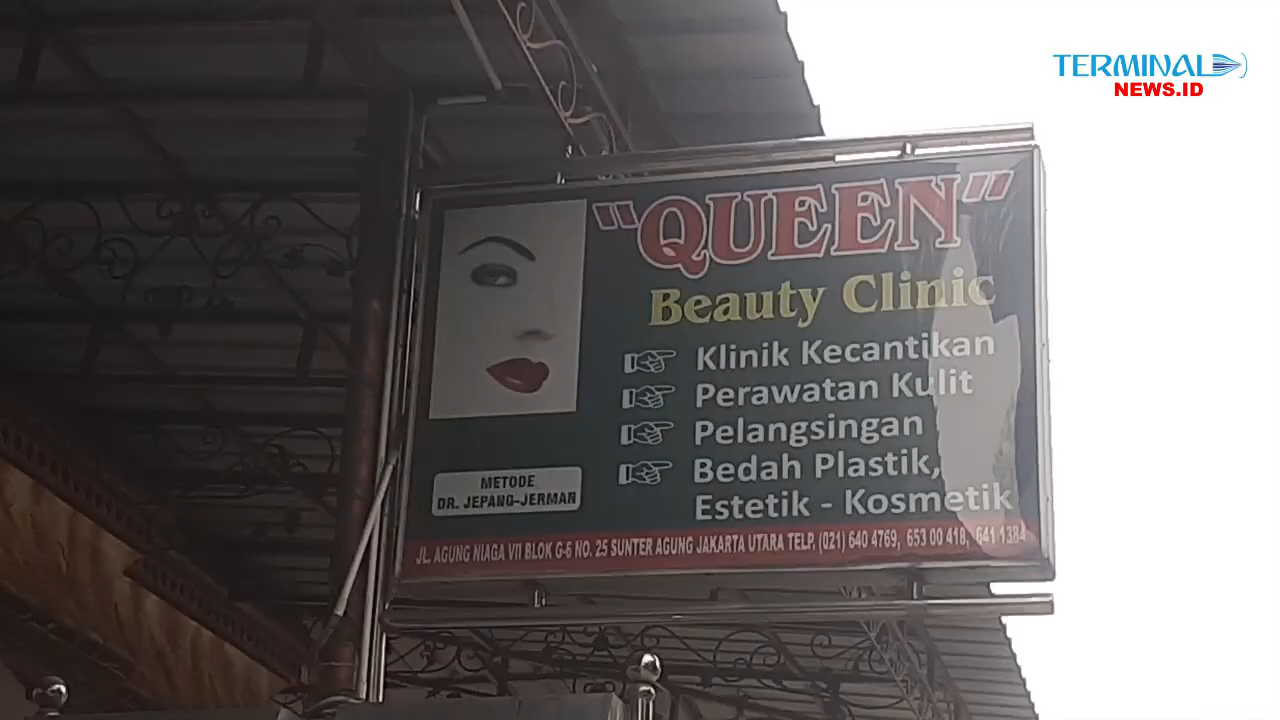 TERMINAL
NEWS.ID
"QUEEN"
Beauty Clinic
Klinik Kecantikan
Perawatan Kulit
Pelangsingan
Bedah Plastik,
Estetik - Kosmetik
METODE
DR. JEPANG-JERMAN
JL. AGUNG NIAGA VII BLOK G-6 NO. 25 SUNTER AGUNG JAKARTA UTARA TELP. (021) 640 4769, 653 00 418, 641 1384